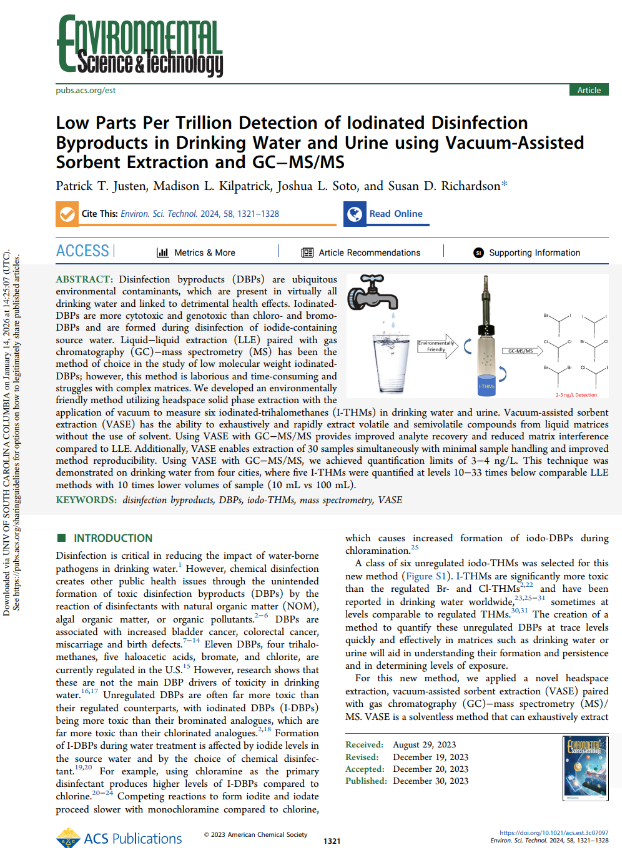 ENVIRONMENTAL
Science & Technology
pubs.acs.org/est
Article
Low Parts Per Trillion Detection of Iodinated Disinfection
Byproducts in Drinking Water and Urine using Vacuum-Assisted
Sorbent Extraction and GC−MS/MS
Patrick T. Justen, Madison L. Kilpatrick, Joshua L. Soto, and Susan D. Richardson*
Cite This: Environ. Sci. Technol. 2024, 58, 1321−1328
Read Online
ACCESS
Metrics & More
Article Recommendations
SI Supporting Information
ABSTRACT: Disinfection byproducts (DBPs) are ubiquitous
environmental contaminants, which are present in virtually all
drinking water and linked to detrimental health effects. Iodinated-
DBPs are more cytotoxic and genotoxic than chloro- and bromo-
DBPs and are formed during disinfection of iodide-containing
source water. Liquid−liquid extraction (LLE) paired with gas
chromatography (GC)−mass spectrometry (MS) has been the
method of choice in the study of low molecular weight iodinated-
DBPs; however, this method is laborious and time-consuming and
struggles with complex matrices. We developed an environmentally
friendly method utilizing headspace solid phase extraction with the
application of vacuum to measure six iodinated-trihalomethanes (I-THMs) in drinking water and urine. Vacuum-assisted sorbent
extraction (VASE) has the ability to exhaustively and rapidly extract volatile and semivolatile compounds from liquid matrices
without the use of solvent. Using VASE with GC−MS/MS provides improved analyte recovery and reduced matrix interference
compared to LLE. Additionally, VASE enables extraction of 30 samples simultaneously with minimal sample handling and improved
method reproducibility. Using VASE with GC−MS/MS, we achieved quantification limits of 3−4 ng/L. This technique was
demonstrated on drinking water from four cities, where five I-THMs were quantified at levels 10−33 times below comparable LLE
methods with 10 times lower volumes of sample (10 mL vs 100 mL).
Environmentally
Friendly
I-THMs
GC-MS/MS
2-3 ng/L Detection
KEYWORDS: disinfection byproducts, DBPs, iodo-THMs, mass spectrometry, VASE
INTRODUCTION
Disinfection is critical in reducing the impact of water-borne
pathogens in drinking water.1 However, chemical disinfection
creates other public health issues through the unintended
formation of toxic disinfection byproducts (DBPs) by the
reaction of disinfectants with natural organic matter (NOM),
algal organic matter, or organic pollutants.2−6 DBPs are
associated with increased bladder cancer, colorectal cancer,
miscarriage and birth defects.7−14 Eleven DBPs, four trihalo-
methanes, five haloacetic acids, bromate, and chlorite, are
currently regulated in the U.S.15 However, research shows that
these are not the main DBP drivers of toxicity in drinking
water.16,17 Unregulated DBPs are often far more toxic than
their regulated counterparts, with iodinated DBPs (I-DBPs)
being more toxic than their brominated analogues, which are
far more toxic than their chlorinated analogues.2,18 Formation
of I-DBPs during water treatment is affected by iodide levels in
the source water and by the choice of chemical disinfec-
tant.19,20 For example, using chloramine as the primary
disinfectant produces higher levels of I-DBPs compared to
chlorine.20−24 Competing reactions to form iodite and iodate
proceed slower with monochloramine compared to chlorine,
which causes increased formation of iodo-DBPs during
chloramination.25
A class of six unregulated iodo-THMs was selected for this
new method (Figure S1). I-THMs are significantly more toxic
than the regulated Br- and Cl-THMs2,22 and have been
reported in drinking water worldwide,23,25−31 sometimes at
levels comparable to regulated THMs.30,31 The creation of a
method to quantify these unregulated DBPs at trace levels
quickly and effectively in matrices such as drinking water or
urine will aid in understanding their formation and persistence
and in determining levels of exposure.
For this new method, we applied a novel headspace
extraction, vacuum-assisted sorbent extraction (VASE) paired
with gas chromatography (GC)−mass spectrometry (MS)/
MS. VASE is a solventless method that can exhaustively extract
Received: August 29, 2023
Revised: December 19, 2023
Accepted: December 20, 2023
Published: December 30, 2023
ACS Publications
© 2023 American Chemical Society
1321
https://doi.org/10.1021/acs.est.3c07097
Environ. Sci. Technol. 2024, 58, 1321−1328
Downloaded via UNIV OF SOUTH CAROLINA COLUMBIA on January 14, 2026 at 14:25:07 (UTC).
See https://pubs.acs.org/sharingguidelines for options on how to legitimately share published articles.